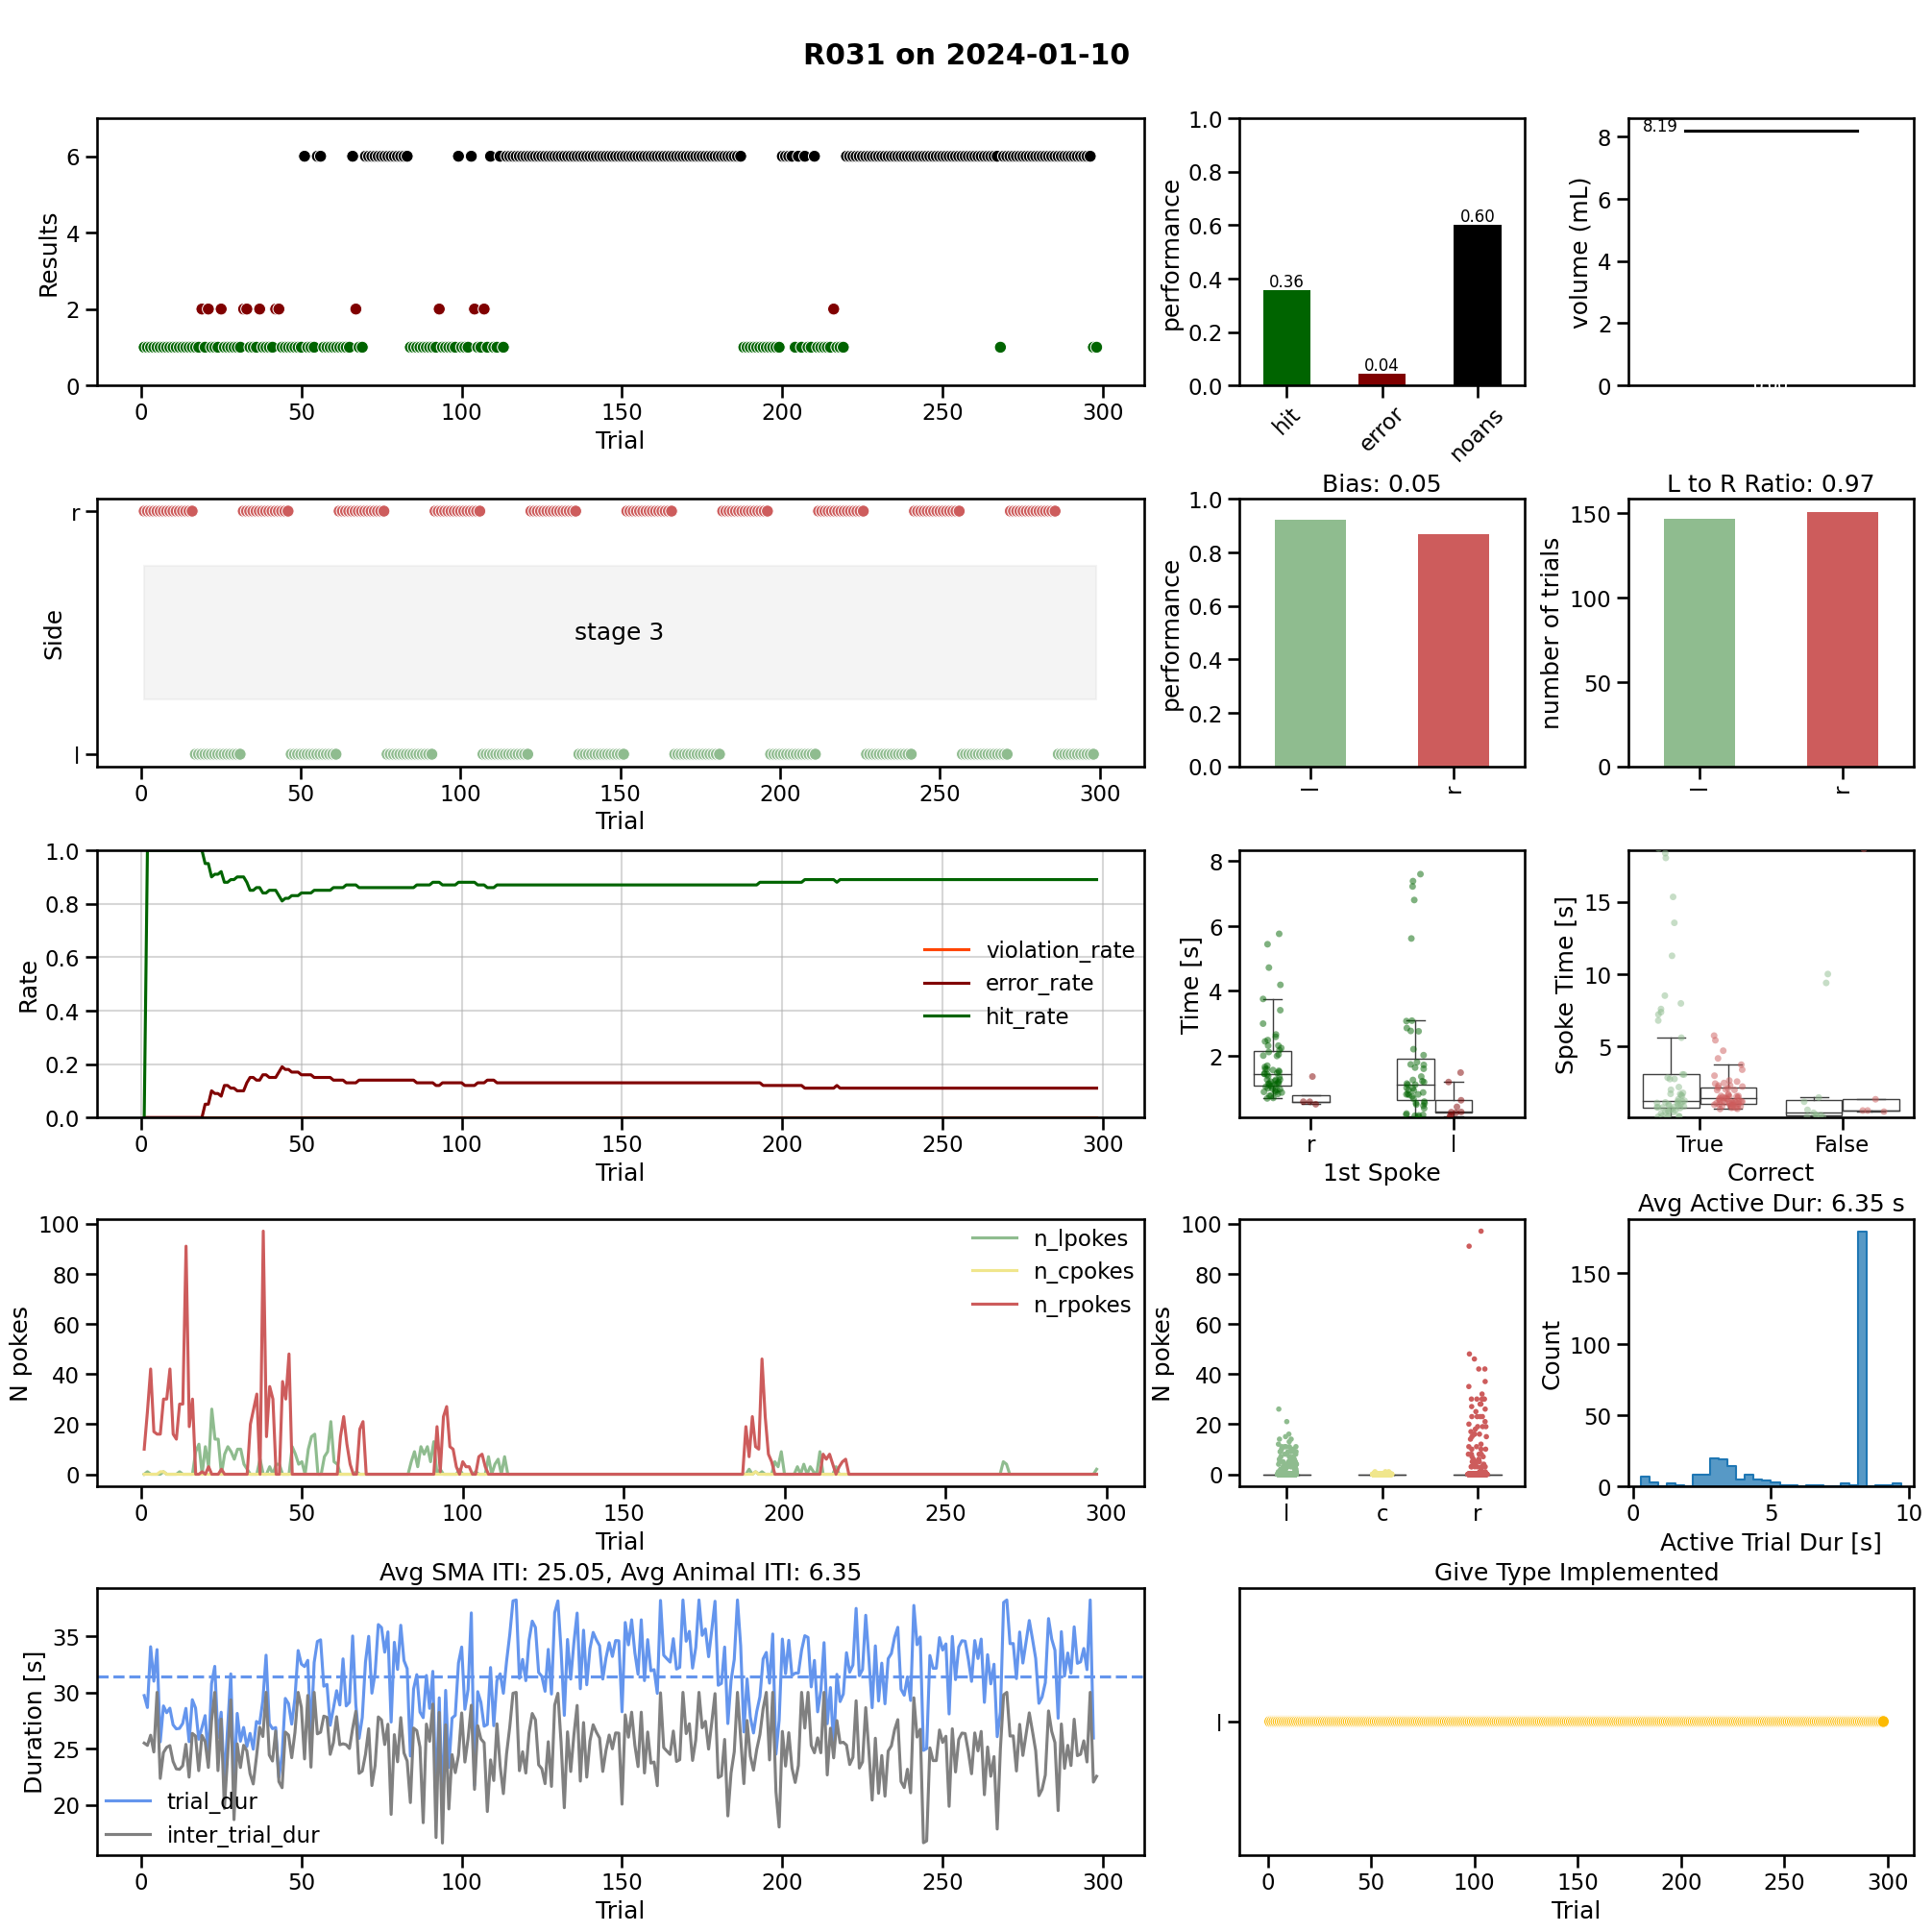 R031 on 2024-01-10
Results
6
4
2
0
0 50 100 150 200 250 300
Trial
performance
1.0
0.8
0.6
0.4
0.2
0.0
0.36
0.04
0.60
hit error noans
volume (mL)
8
6
4
2
0
8.19
Side
r
l
stage 3
0 50 100 150 200 250 300
Trial
Bias: 0.05
performance
1.0
0.8
0.6
0.4
0.2
0.0
l r
L to R Ratio: 0.97
number of trials
150
100
50
0
l r
Rate
1.0
0.8
0.6
0.4
0.2
0.0
violation_rate
error_rate
hit_rate
0 50 100 150 200 250 300
Trial
Time [s]
8
6
4
2
r l
1st Spoke
Spoke Time [s]
15
10
5
True False
Correct
N pokes
100
80
60
40
20
0
n_lpokes
n_cpokes
n_rpokes
0 50 100 150 200 250 300
Trial
N pokes
100
80
60
40
20
0
l c r
Avg Active Dur: 6.35 s
Count
150
100
50
0
0 5 10
Active Trial Dur [s]
Avg SMA ITI: 25.05, Avg Animal ITI: 6.35
Duration [s]
35
30
25
20
trial_dur
inter_trial_dur
0 50 100 150 200 250 300
Trial
Give Type Implemented
l
0 50 100 150 200 250 300
Trial